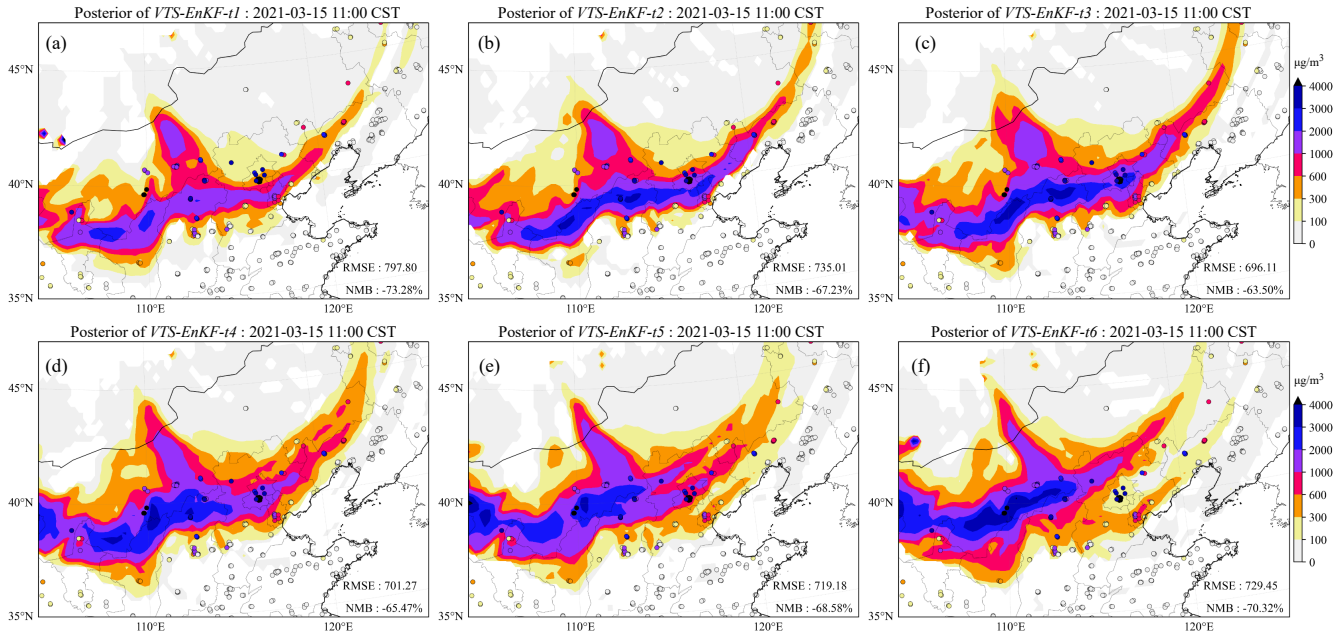 Posterior of VTS-EnKF-t1 : 2021-03-15 11:00 CST
(a)
45°N
40°N
35°N
110°E
120°E
RMSE : 797.80
NMB : -73.28%
Posterior of VTS-EnKF-t2 : 2021-03-15 11:00 CST
(b)
45°N
40°N
35°N
110°E
120°E
RMSE : 735.01
NMB : -67.23%
Posterior of VTS-EnKF-t3 : 2021-03-15 11:00 CST
(c)
45°N
40°N
35°N
110°E
120°E
RMSE : 696.11
NMB : -63.50%
μg/m³
4000
3000
2000
1000
600
300
100
0
Posterior of VTS-EnKF-t4 : 2021-03-15 11:00 CST
(d)
45°N
40°N
35°N
110°E
120°E
RMSE : 701.27
NMB : -65.47%
Posterior of VTS-EnKF-t5 : 2021-03-15 11:00 CST
(e)
45°N
40°N
35°N
110°E
120°E
RMSE : 719.18
NMB : -68.58%
Posterior of VTS-EnKF-t6 : 2021-03-15 11:00 CST
(f)
45°N
40°N
35°N
110°E
120°E
RMSE : 729.45
NMB : -70.32%
μg/m³
4000
3000
2000
1000
600
300
100
0